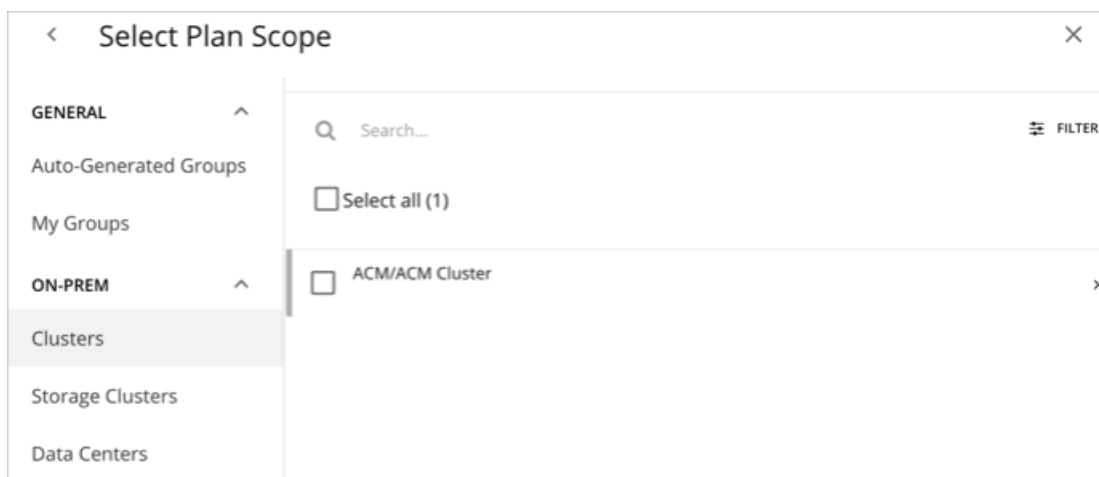 Select Plan Scope
GENERAL
Auto-Generated Groups
My Groups
ON-PREM
Clusters
Storage Clusters
Data Centers
Search...
FILTER
Select all (1)
ACM/ACM Cluster